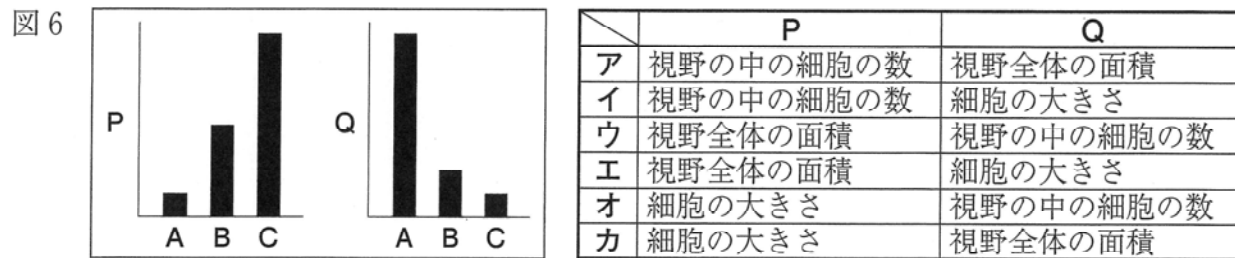 図6
P
A B C
Q
A B C
P Q
ア 視野の中の細胞の数 視野全体の面積
イ 視野の中の細胞の数 細胞の大きさ
ウ 視野全体の面積 視野の中の細胞の数
エ 視野全体の面積 細胞の大きさ
オ 細胞の大きさ 視野の中の細胞の数
カ 細胞の大きさ 視野全体の面積